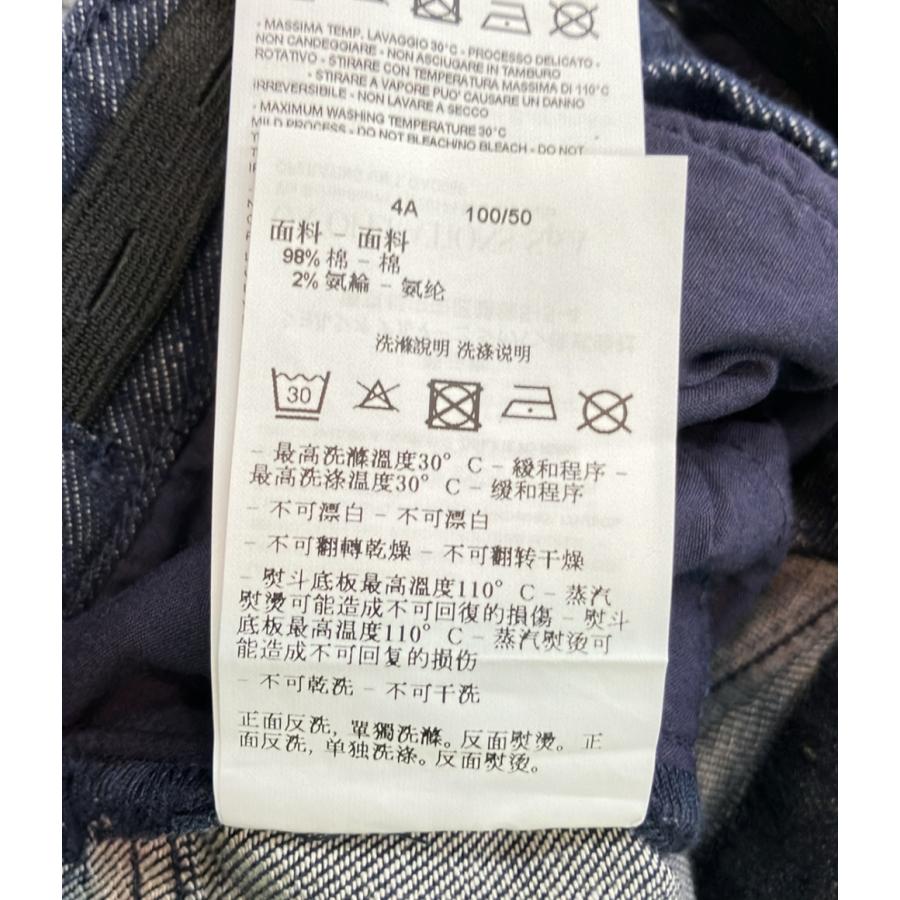 - MASSIMA TEMP. LAVAGGIO 30°C - PROCESSO DELICATO -
NON CANDEGGIARE - NON ASCIUGARE IN TAMBURO
ROTATIVO - STIRARE CON TEMPERATURA MASSIMA DI 110°C
- STIRARE A VAPORE PUO' CAUSARE UN DANNO
IRREVERSIBILE - NON LAVARE A SECCO
- MAXIMUM WASHING TEMPERATURE 30°C
MILD PROCESS - DO NOT BLEACH/NO BLEACH - DO NOT
4A 100/50
面料 - 面料
98% 棉 - 棉
2% 氨綸 - 氨纶
洗滌說明 洗涤说明
30
- 最高洗滌溫度30° C - 緩和程序 -
最高洗涤温度30° C - 缓和程序
- 不可漂白 - 不可漂白
- 不可翻轉乾燥 - 不可翻转干燥
- 熨斗底板最高溫度110° C - 蒸汽
熨燙可能造成不可回復的損傷 - 熨斗
底板最高温度110° C - 蒸汽熨烫可
能造成不可回复的损伤
- 不可乾洗 - 不可干洗
正面反洗, 單獨洗滌。反面熨燙。 正
面反洗, 单独洗涤。反面熨烫。